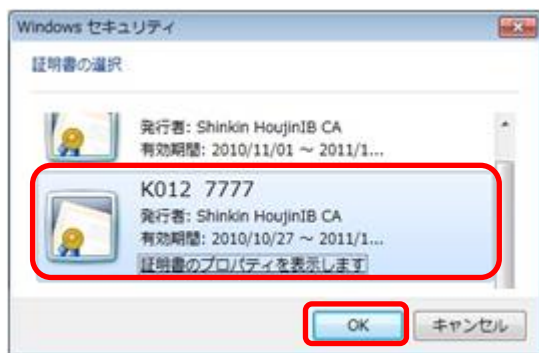 Windows セキュリティ
証明書の選択
発行者: Shinkin HoujinIB CA
有効期間: 2010/11/01 ～ 2011/1...
K012 7777
発行者: Shinkin HoujinIB CA
有効期間: 2010/10/27 ～ 2011/1...
証明書のプロパティを表示します
OK
キャンセル